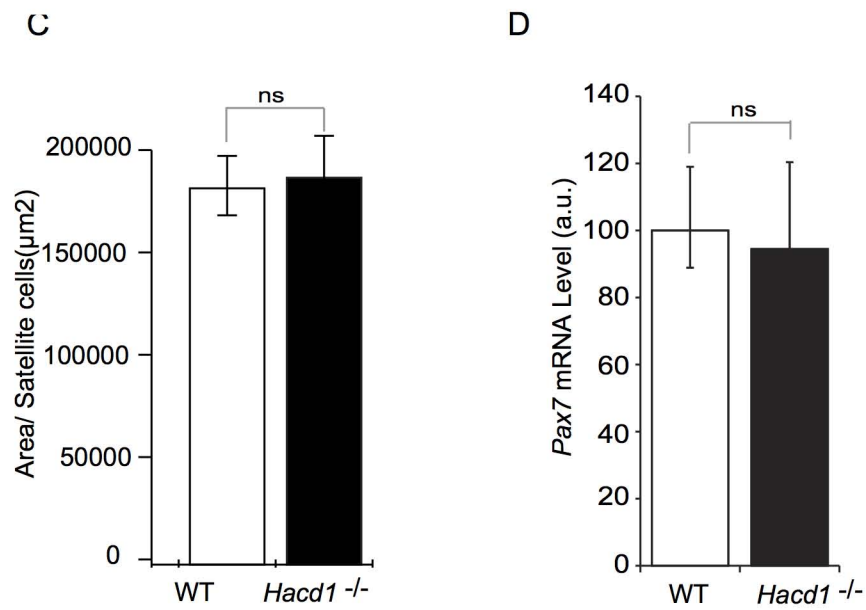 C
ns
200000
150000
100000
50000
0
Area/ Satellite cells(µm2)
WT
Hacd1 -/-
D
140
ns
120
100
80
60
40
20
0
Pax7 mRNA Level (a.u.)
WT
Hacd1 -/-